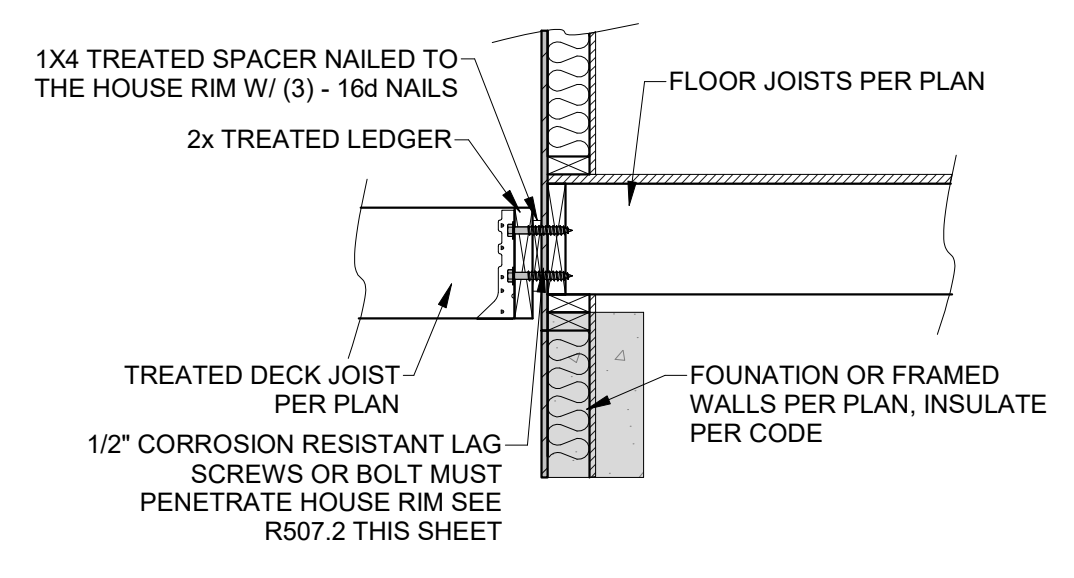 1X4 TREATED SPACER NAILED TO
THE HOUSE RIM W/ (3) - 16d NAILS
2x TREATED LEDGER
FLOOR JOISTS PER PLAN
TREATED DECK JOIST
PER PLAN
1/2" CORROSION RESISTANT LAG
SCREWS OR BOLT MUST
PENETRATE HOUSE RIM SEE
R507.2 THIS SHEET
FOUNATION OR FRAMED
WALLS PER PLAN, INSULATE
PER CODE